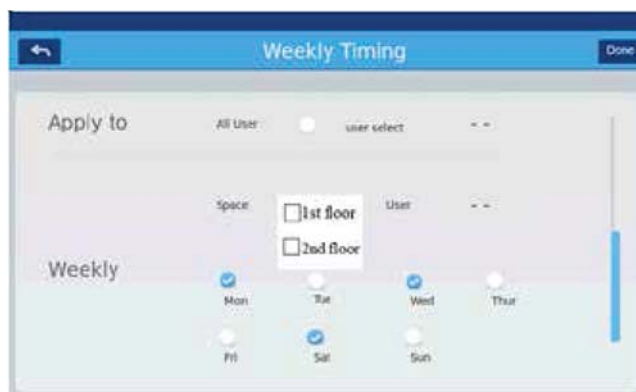 Weekly Timing Done
Apply to All User user select - -
Space 1st floor User - -
2nd floor
Weekly
Mon Tue Wed Thur
Fri Sat Sun